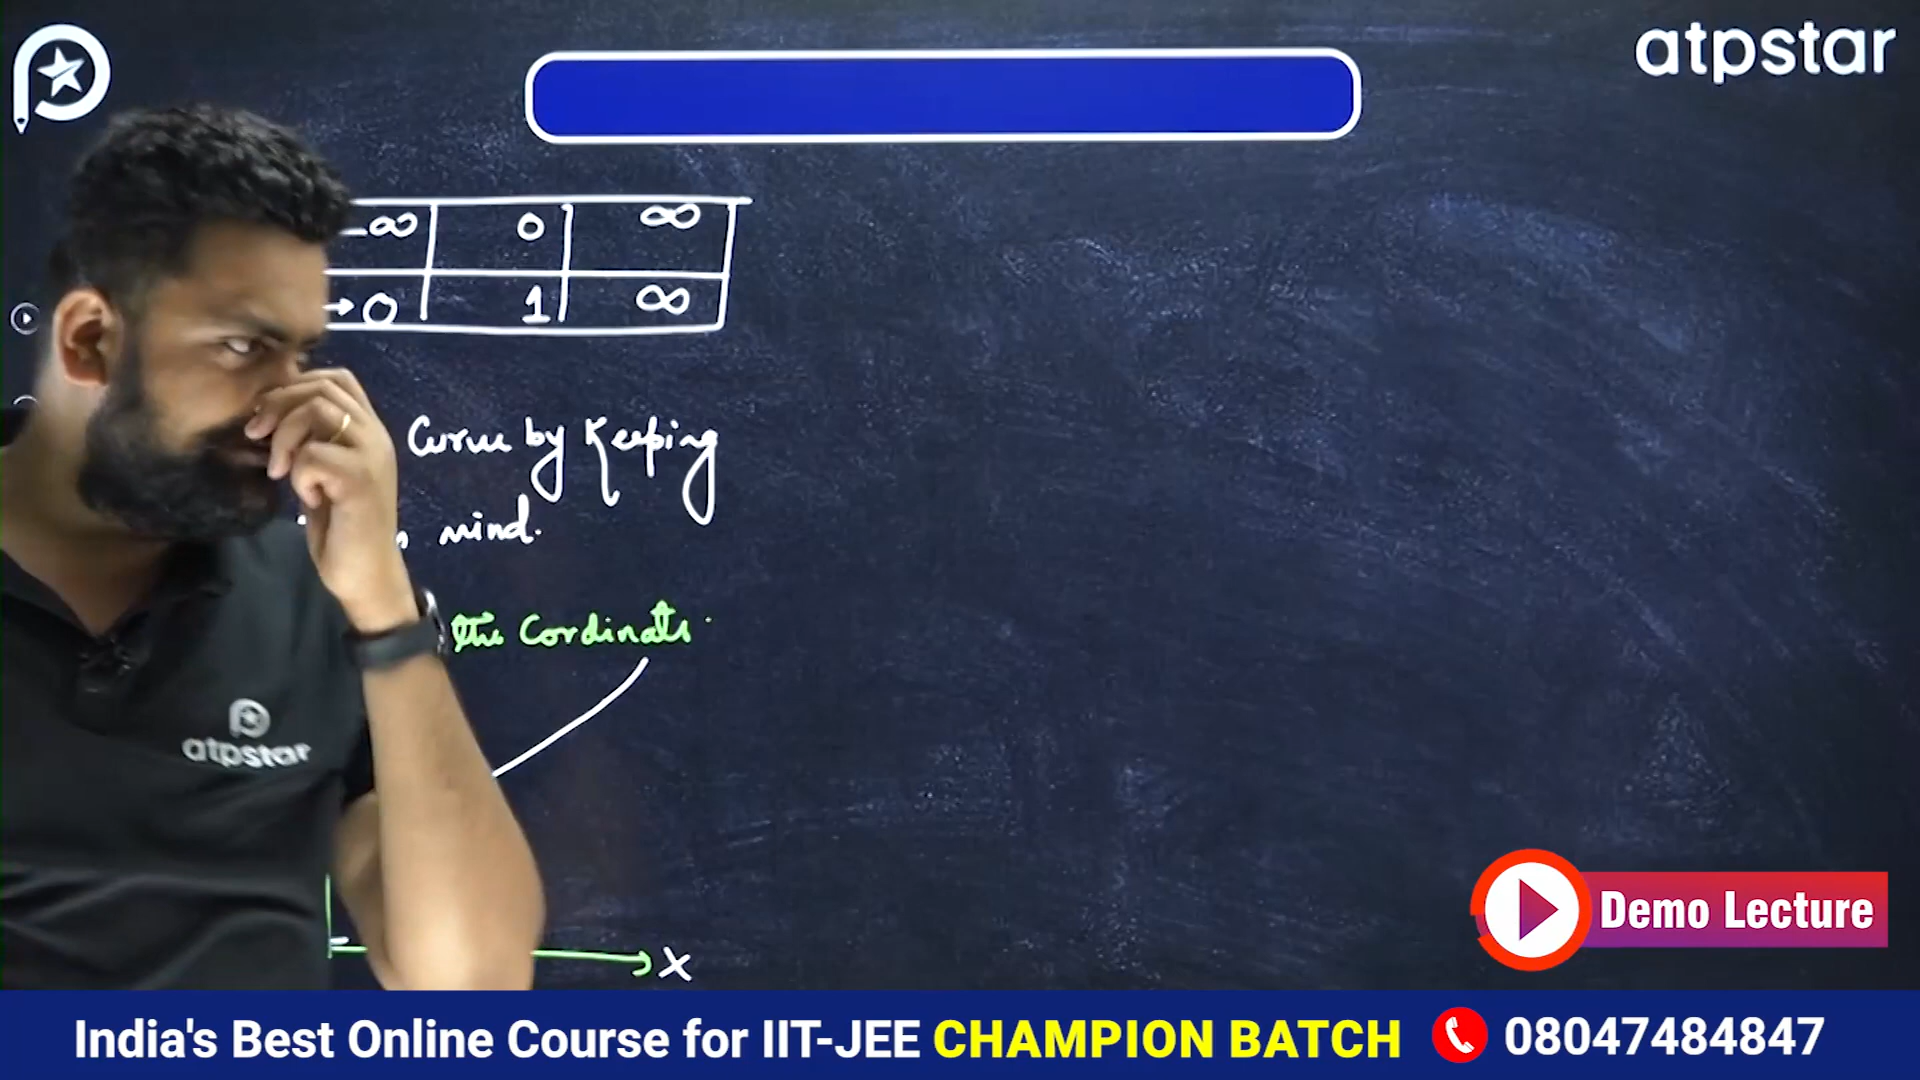 atpstar
-∞ 0 ∞
→0 1 ∞
Curve by Keeping
mind.
the Cordinats
atpstar
x
Demo Lecture
India's Best Online Course for IIT-JEE CHAMPION BATCH 08047484847